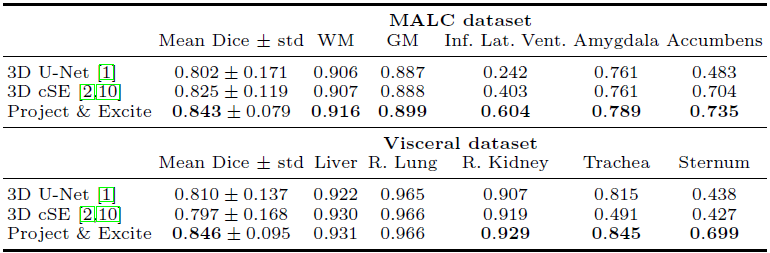 MALC dataset
Mean Dice ± std WM GM Inf. Lat. Vent. Amygdala Accumbens
3D U-Net [1] 0.802 ± 0.171 0.906 0.887 0.242 0.761 0.483
3D cSE [2,10] 0.825 ± 0.119 0.907 0.888 0.403 0.761 0.704
Project & Excite 0.843 ± 0.079 0.916 0.899 0.604 0.789 0.735
Visceral dataset
Mean Dice ± std Liver R. Lung R. Kidney Trachea Sternum
3D U-Net [1] 0.810 ± 0.137 0.922 0.965 0.907 0.815 0.438
3D cSE [2,10] 0.797 ± 0.168 0.930 0.966 0.919 0.491 0.427
Project & Excite 0.846 ± 0.095 0.931 0.966 0.929 0.845 0.699